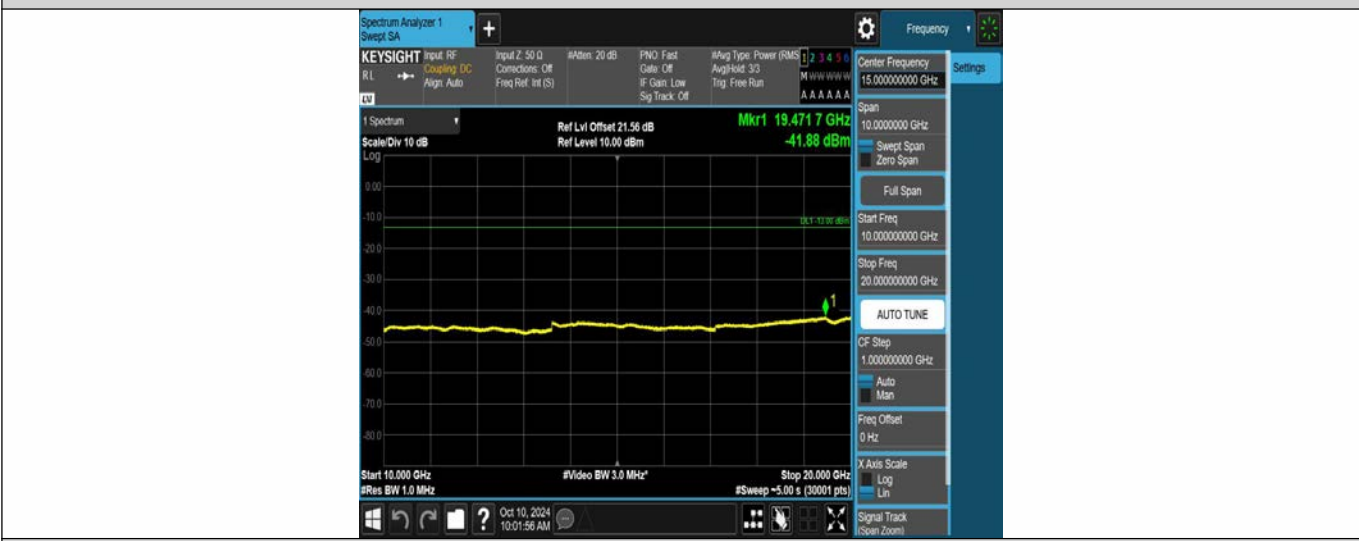 Spectrum Analyzer 1
Swept SA
+
Frequency
KEYSIGHT
RL
LXI
Input: RF
Coupling: DC
Align: Auto
Input Z: 50 Ω
Corrections: Off
Freq Ref: Int (S)
#Atten: 20 dB
PNO: Fast
Gate: Off
IF Gain: Low
Sig Track: Off
#Avg Type: Power (RMS
Avg|Hold: 3/3
Trig: Free Run
1 2 3 4 5 6
M W W W W W
A A A A A A
1 Spectrum
Scale/Div 10 dB
Log
Ref Lvl Offset 21.56 dB
Ref Level 10.00 dBm
Mkr1 19.471 7 GHz
-41.88 dBm
0.00
-10.0
DL1 -13.00 dBm
-20.0
-30.0
-40.0
1
-50.0
-60.0
-70.0
-80.0
Start 10.000 GHz
#Res BW 1.0 MHz
#Video BW 3.0 MHz*
Stop 20.000 GHz
#Sweep ~5.00 s (30001 pts)
?
Oct 10, 2024
10:01:56 AM
Center Frequency
15.000000000 GHz
Settings
Span
10.0000000 GHz
Swept Span
Zero Span
Full Span
Start Freq
10.000000000 GHz
Stop Freq
20.000000000 GHz
AUTO TUNE
CF Step
1.000000000 GHz
Auto
Man
Freq Offset
0 Hz
X Axis Scale
Log
Lin
Signal Track
(Span Zoom)